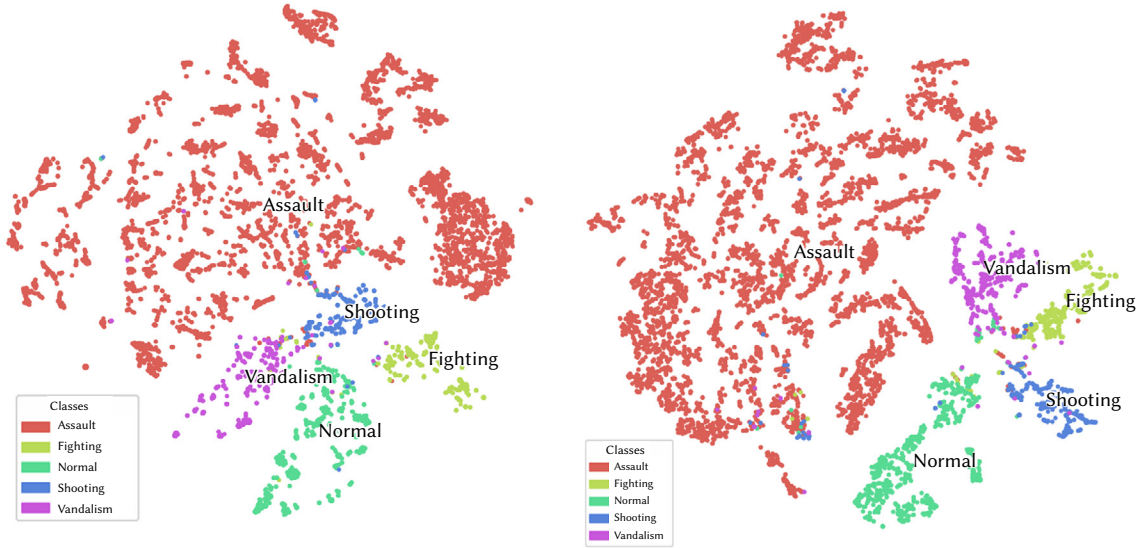 Assault
Shooting
Fighting
Vandalism
Normal
Classes
Assault
Fighting
Normal
Shooting
Vandalism
Assault
Vandalism
Fighting
Shooting
Normal
Classes
Assault
Fighting
Normal
Shooting
Vandalism